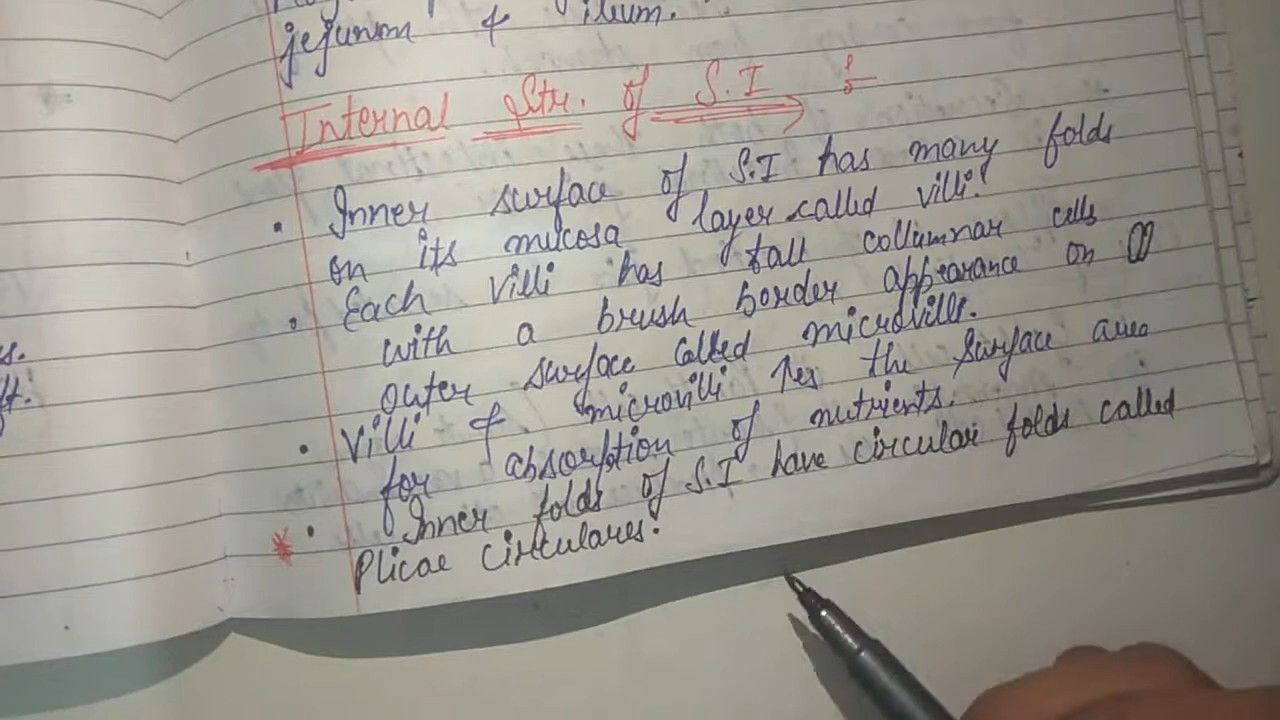 jejunum & ileum.
Internal Str. of S.I :-
• Inner surface of S.I has many folds
on its mucosa layer called villi.
• Each villi has tall collumnar cells
with a brush border appearance on
outer surface called microvilli.
• Villi & microvilli ↑es the surface area
for absorption of nutrients.
* • Inner folds of S.I have circular folds called
Plicae circulares.
s.